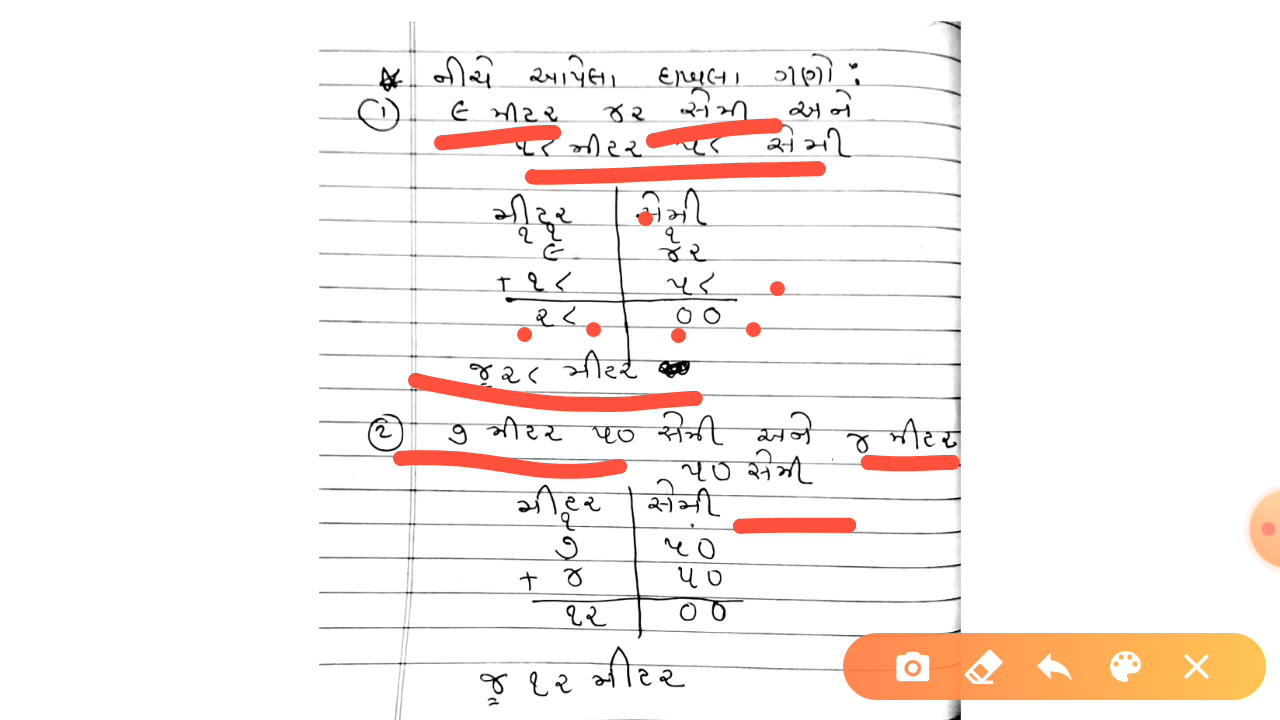 * નીચે આપેલા દાખલા ગણો :
① ૯ મીટર ૪૨ સેમી અને
૧૮ મીટર ૫૮ સેમી
મીટર સેમી
૧ ૧ ૧
૯ ૪૨
+ ૧૮ ૫૮
૨૮ ૦૦
જ૨૮ મીટર
② ૭ મીટર ૫૦ સેમી અને ૪ મીટર
૫૦ સેમી
મીટર સેમી
૧
૭ ૫૦
+ ૪ ૫૦
૧૨ ૦૦
જ ૧૨ મીટર